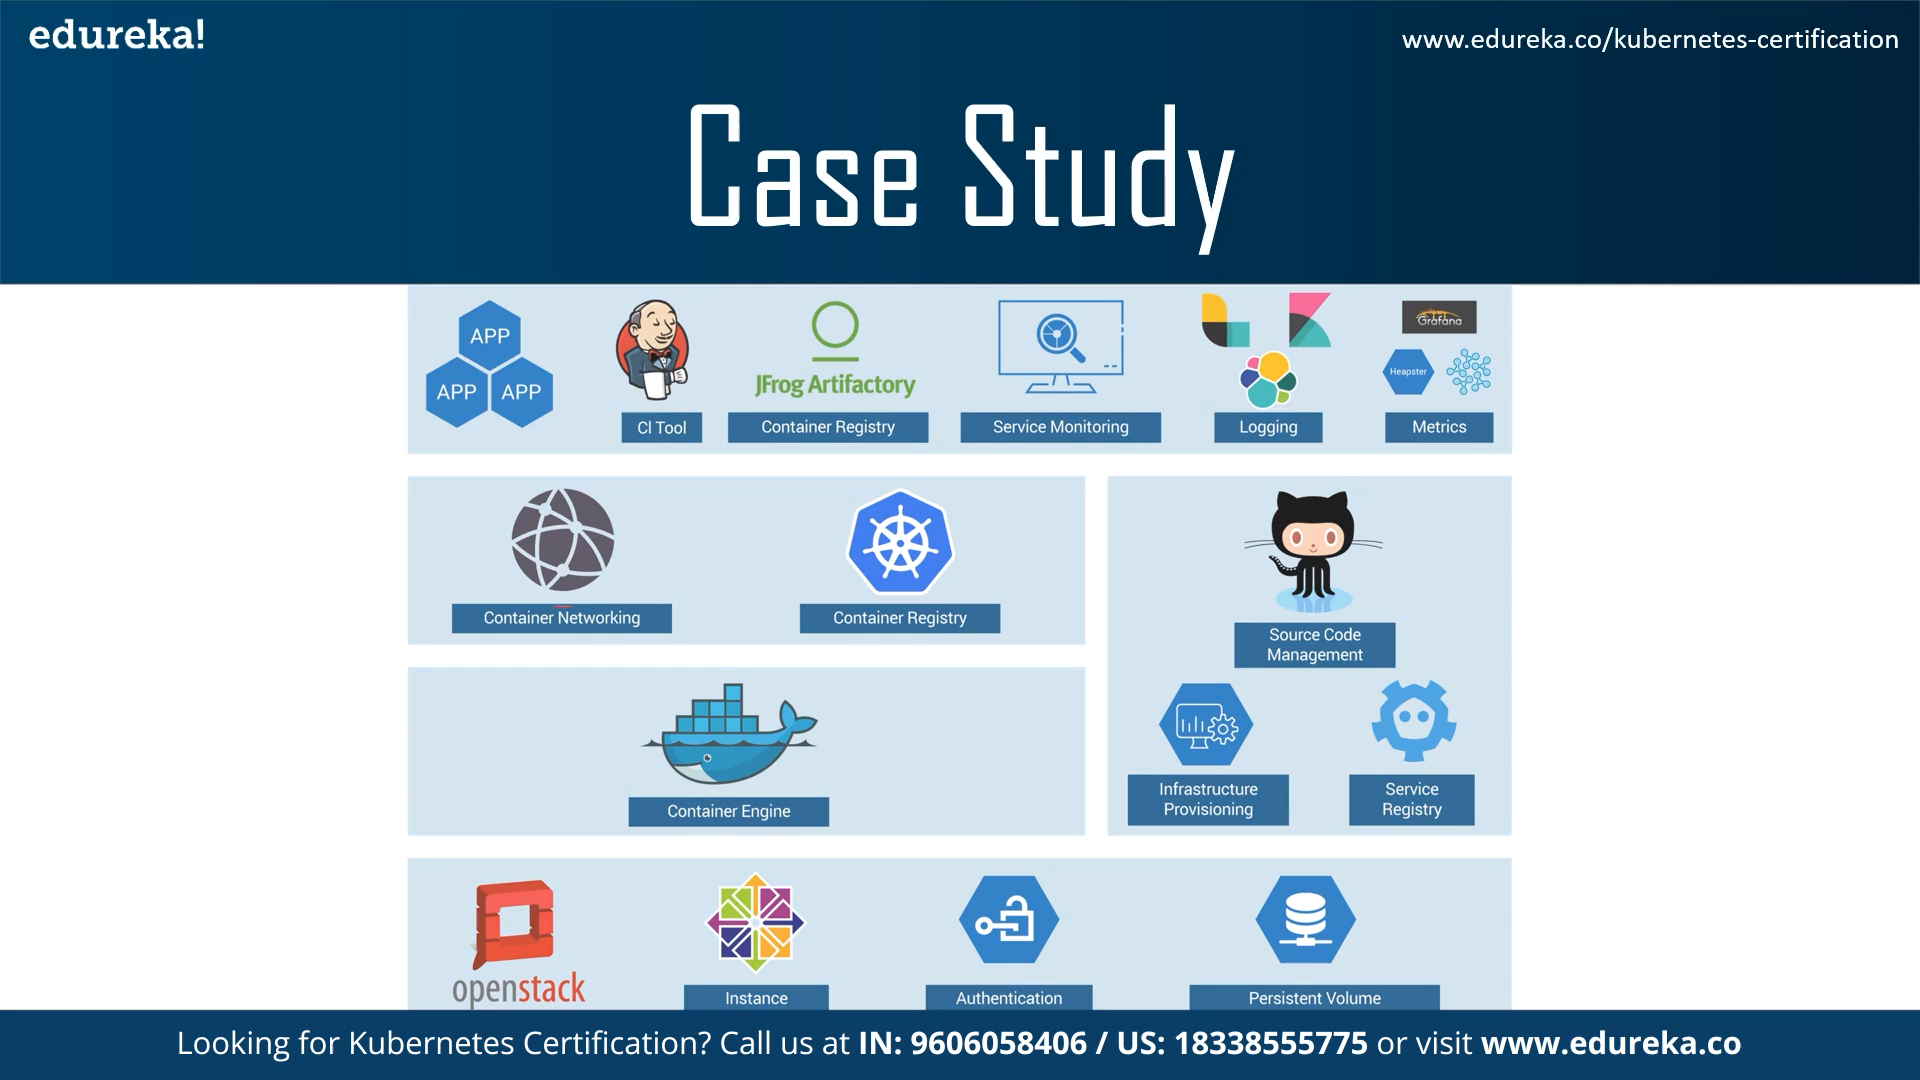 edureka!
www.edureka.co/kubernetes-certification
Case Study
APP
APP APP
CI Tool
JFrog Artifactory
Container Registry
Service Monitoring
Logging
Grafana
Heapster
Metrics
Container Networking
Container Registry
Source Code
Management
Container Engine
Infrastructure
Provisioning
Service
Registry
openstack
Instance
Authentication
Persistent Volume
Looking for Kubernetes Certification? Call us at IN: 9606058406 / US: 18338555775 or visit www.edureka.co